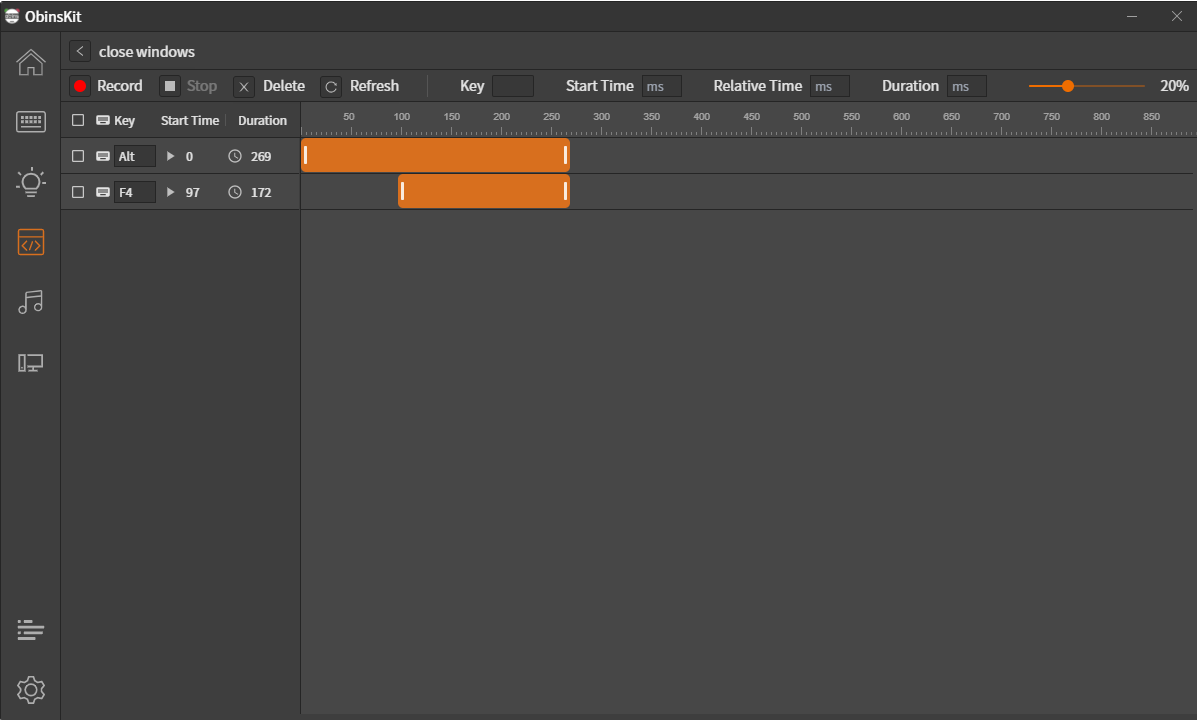 ObinsKit
close windows
Record Stop Delete Refresh Key Start Time ms Relative Time ms Duration ms 20%
Key Start Time Duration 50 100 150 200 250 300 350 400 450 500 550 600 650 700 750 800 850
Alt 0 269
F4 97 172